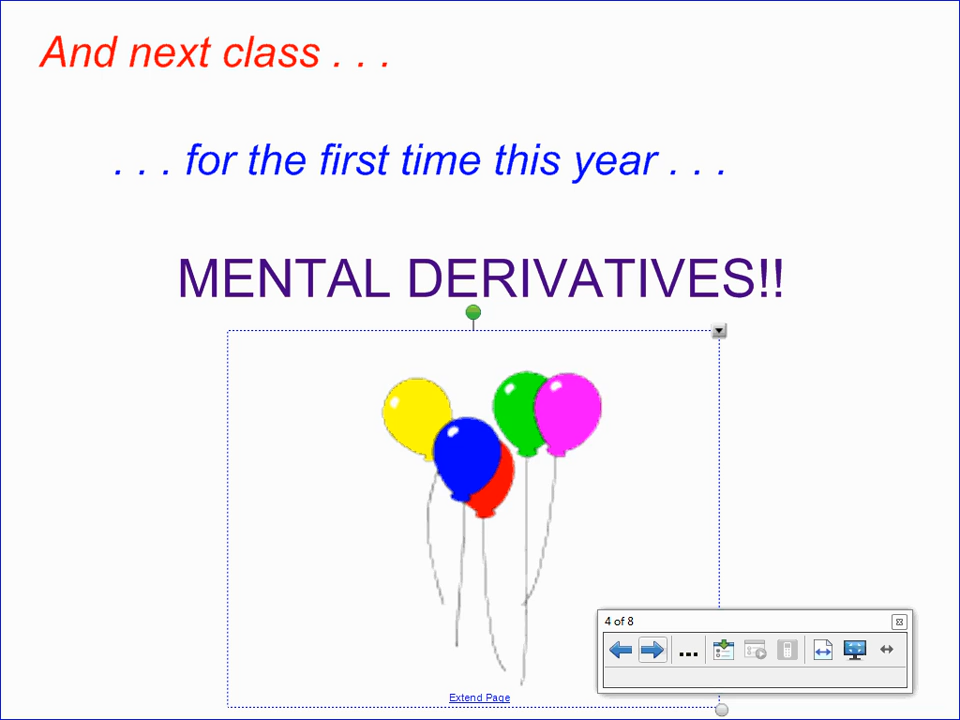 And next class . . .
. . . for the first time this year . . .
MENTAL DERIVATIVES!!
4 of 8
...
Extend Page